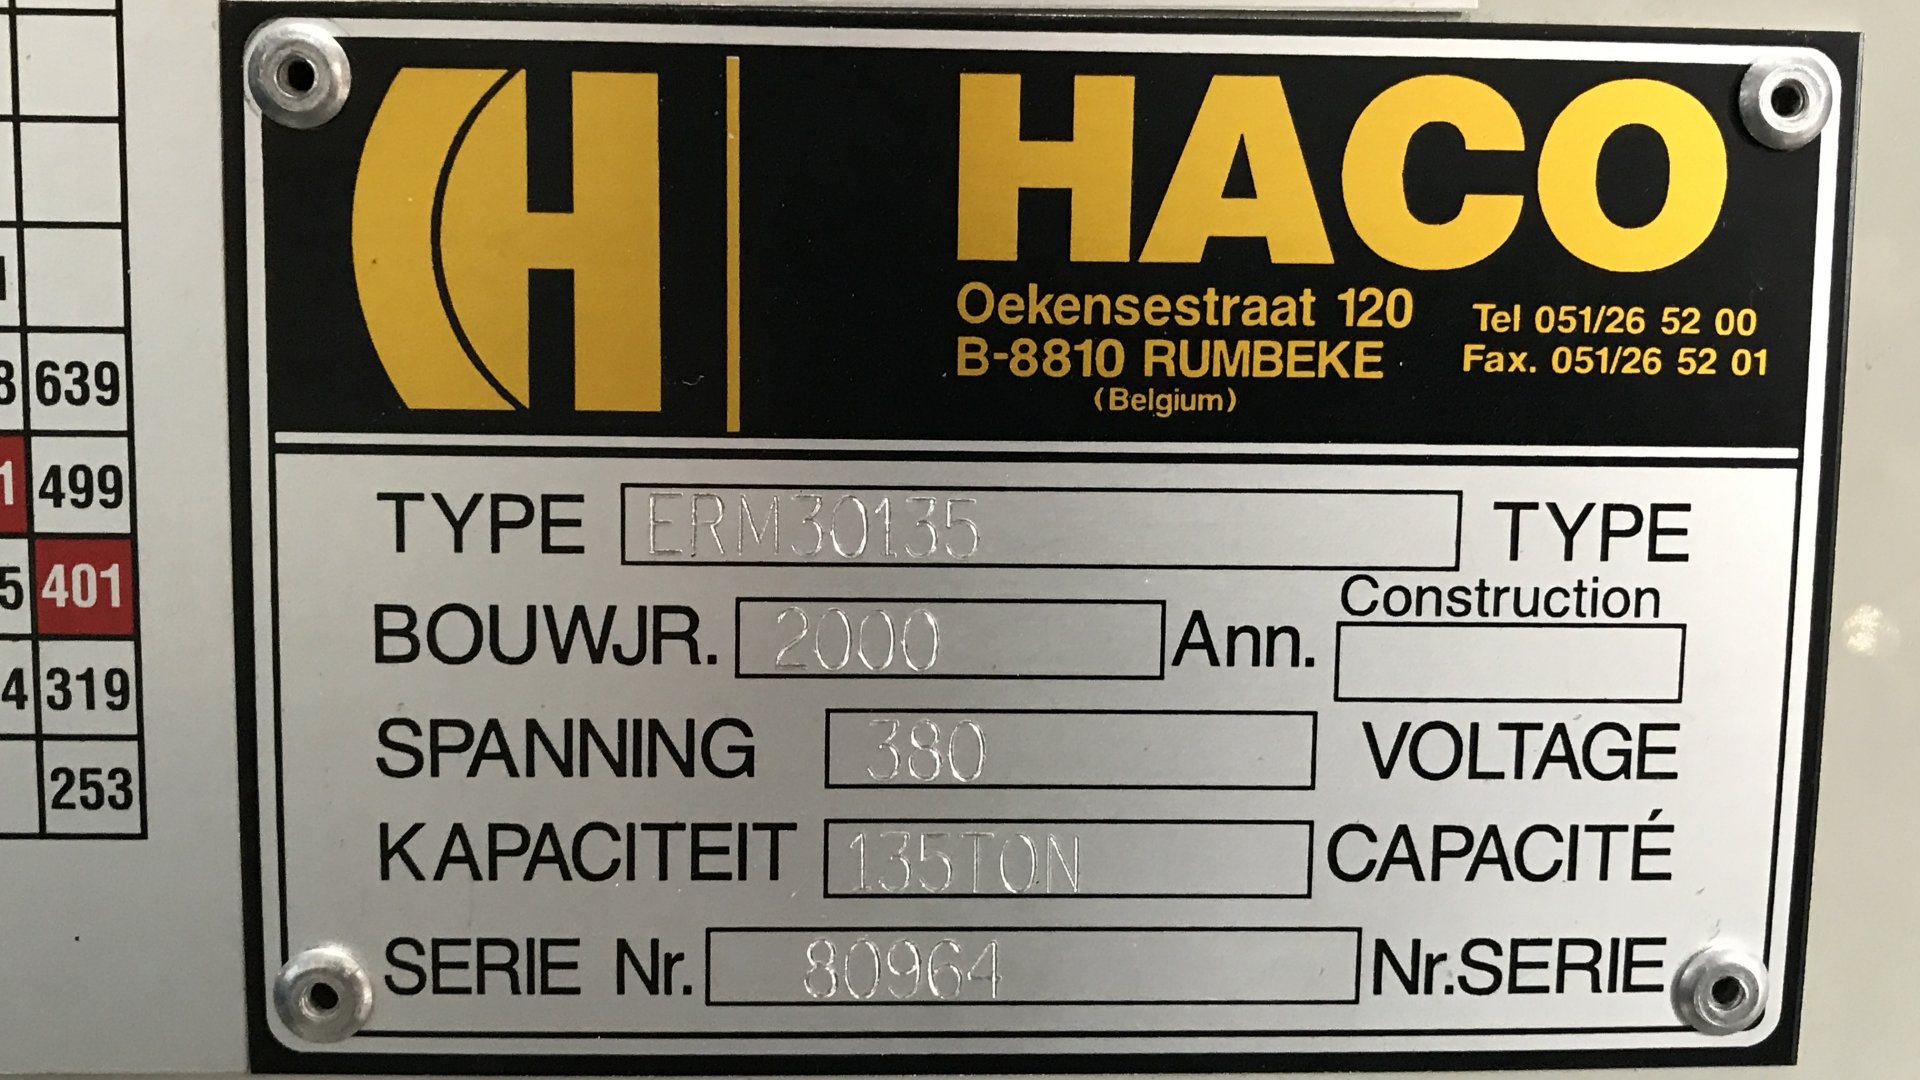 HACO
Oekensestraat 120
B-8810 RUMBEKE
(Belgium)
Tel 051/26 52 00
Fax. 051/26 52 01
TYPE ERM30135 TYPE
BOUWJR. 2000 Ann. Construction
SPANNING 380 VOLTAGE
KAPACITEIT 135TON CAPACITÉ
SERIE Nr. 80964 Nr.SERIE
639
499
401
319
253